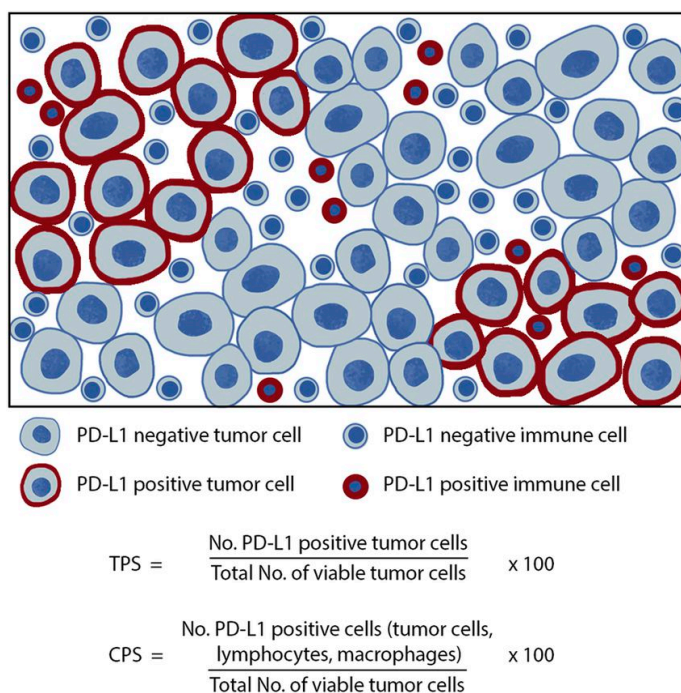 PD-L1 negative tumor cell
PD-L1 negative immune cell
PD-L1 positive tumor cell
PD-L1 positive immune cell
TPS = No. PD-L1 positive tumor cells x 100
Total No. of viable tumor cells
CPS = No. PD-L1 positive cells (tumor cells,
lymphocytes, macrophages) x 100
Total No. of viable tumor cells